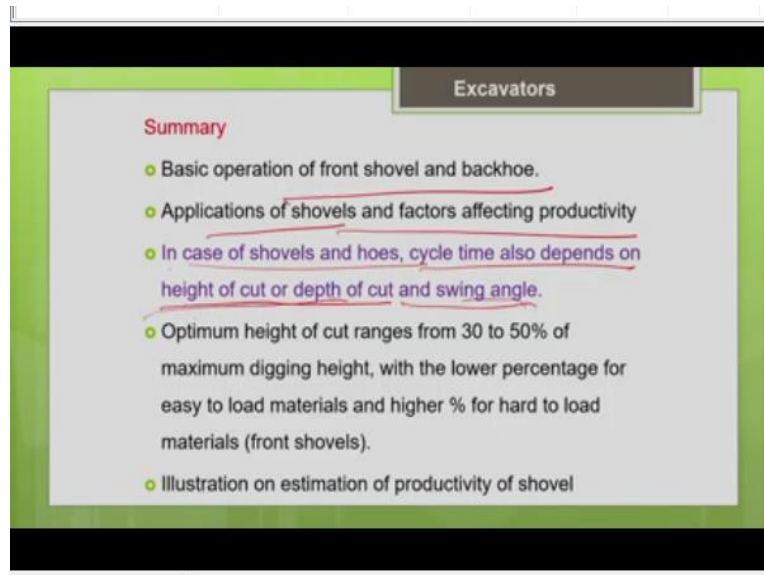 Excavators
Summary
Basic operation of front shovel and backhoe.
Applications of shovels and factors affecting productivity
In case of shovels and hoes, cycle time also depends on
height of cut or depth of cut and swing angle.
Optimum height of cut ranges from 30 to 50% of
maximum digging height, with the lower percentage for
easy to load materials and higher % for hard to load
materials (front shovels).
Illustration on estimation of productivity of shovel